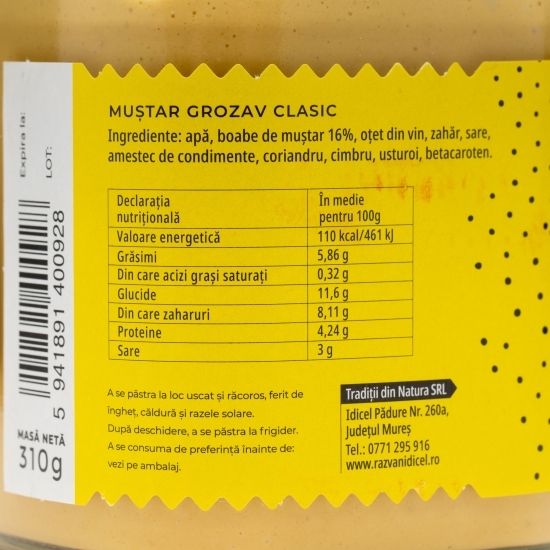 MUȘTAR GROZAV CLASIC
Ingrediente: apă, boabe de muștar 16%, oțet din vin, zahăr, sare,
amestec de condimente, coriandru, cimbru, usturoi, betacaroten.
Declarația nutrițională
În medie pentru 100g
Valoare energetică 110 kcal/461 kJ
Grăsimi 5,86 g
Din care acizi grași saturați 0,32 g
Glucide 11,6 g
Din care zaharuri 8,11 g
Proteine 4,24 g
Sare 3 g
A se păstra la loc uscat și răcoros, ferit de
îngheț, căldură și razele solare.
După deschidere, a se păstra la frigider.
A se consuma de preferință înainte de:
vezi pe ambalaj.
Tradiții din Natura SRL
Idicel Pădure Nr. 260a,
Județul Mureș
Tel.: 0771 295 916
www.razvanidicel.ro
Expira la:
LOT:
5 941891 400928
MASĂ NETĂ
310g